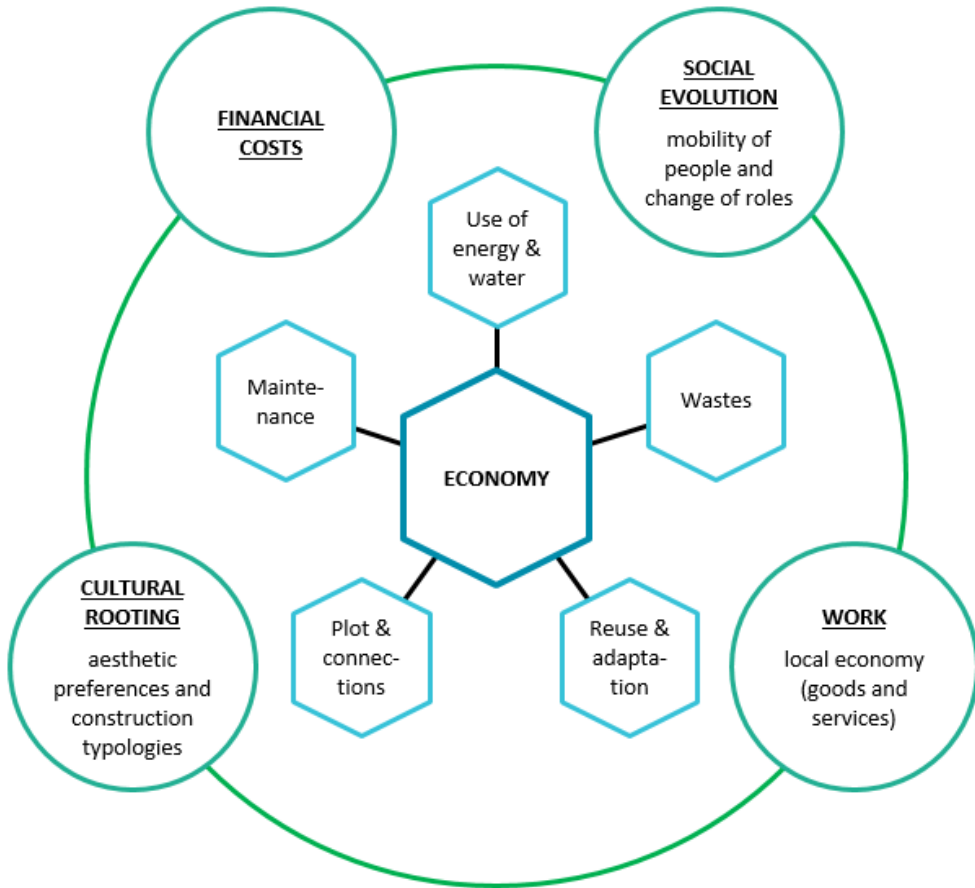 FINANCIAL
COSTS
SOCIAL
EVOLUTION
mobility of
people and
change of roles
Use of
energy &
water
Mainte-
nance
Wastes
ECONOMY
CULTURAL
ROOTING
aesthetic
preferences and
construction
typologies
Plot &
connec-
tions
Reuse &
adapta-
tion
WORK
local economy
(goods and
services)